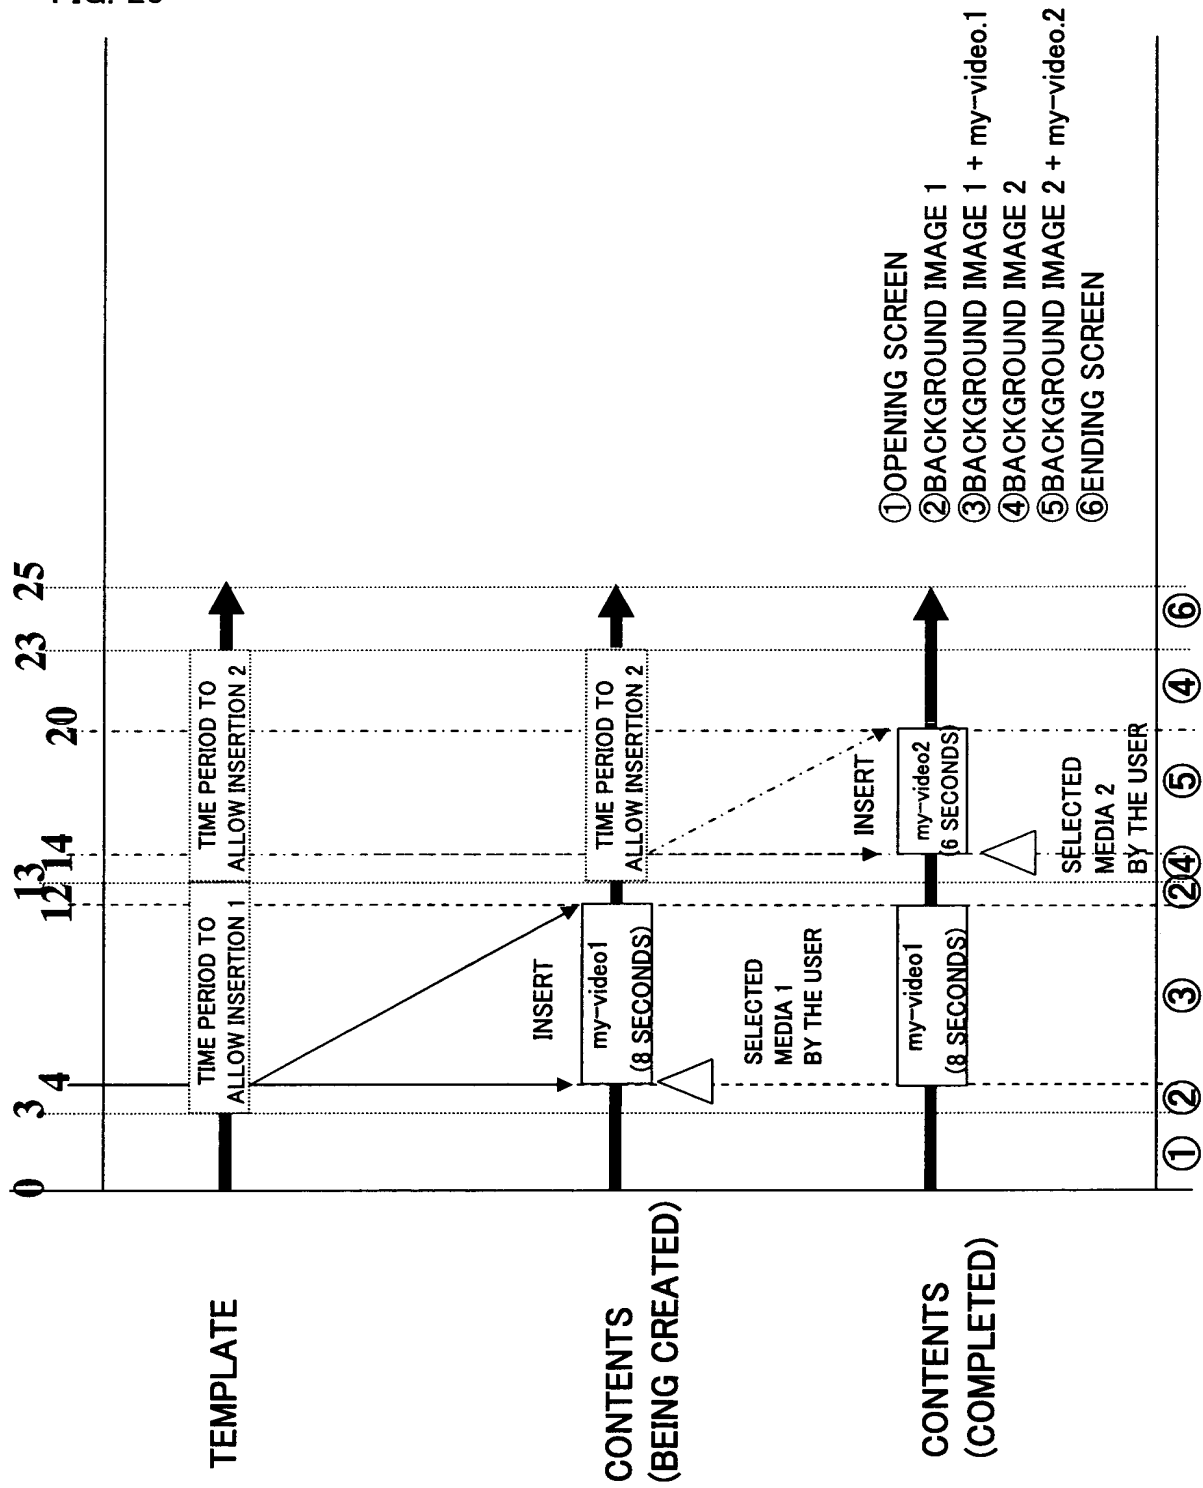 0
3
4
12
13
14
20
23
25
TEMPLATE
TIME PERIOD TO
ALLOW INSERTION 1
TIME PERIOD TO
ALLOW INSERTION 2
INSERT
CONTENTS
(BEING CREATED)
my-video1
(8 SECONDS)
TIME PERIOD TO
ALLOW INSERTION 2
SELECTED
MEDIA 1
BY THE USER
INSERT
CONTENTS
(COMPLETED)
my-video1
(8 SECONDS)
my-video2
(6 SECONDS)
SELECTED
MEDIA 2
BY THE USER
①OPENING SCREEN
②BACKGROUND IMAGE 1
③BACKGROUND IMAGE 1 + my-video.1
④BACKGROUND IMAGE 2
⑤BACKGROUND IMAGE 2 + my-video.2
⑥ENDING SCREEN
①
②
③
②
④
⑤
④
⑥